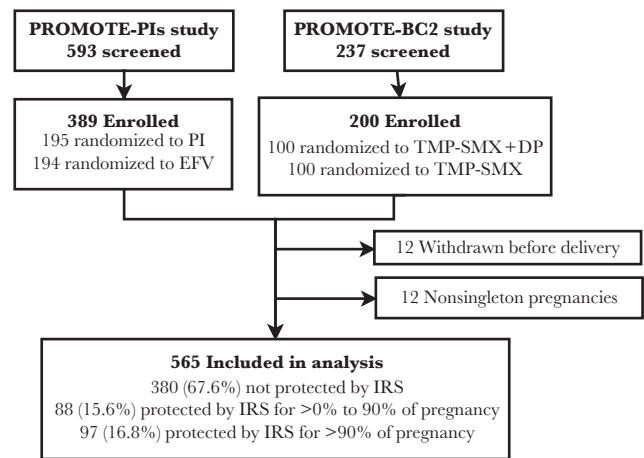 PROMOTE-PIs study
593 screened
PROMOTE-BC2 study
237 screened
389 Enrolled
195 randomized to PI
194 randomized to EFV
200 Enrolled
100 randomized to TMP-SMX+DP
100 randomized to TMP-SMX
12 Withdrawn before delivery
12 Nonsingleton pregnancies
565 Included in analysis
380 (67.6%) not protected by IRS
88 (15.6%) protected by IRS for >0% to 90% of pregnancy
97 (16.8%) protected by IRS for >90% of pregnancy